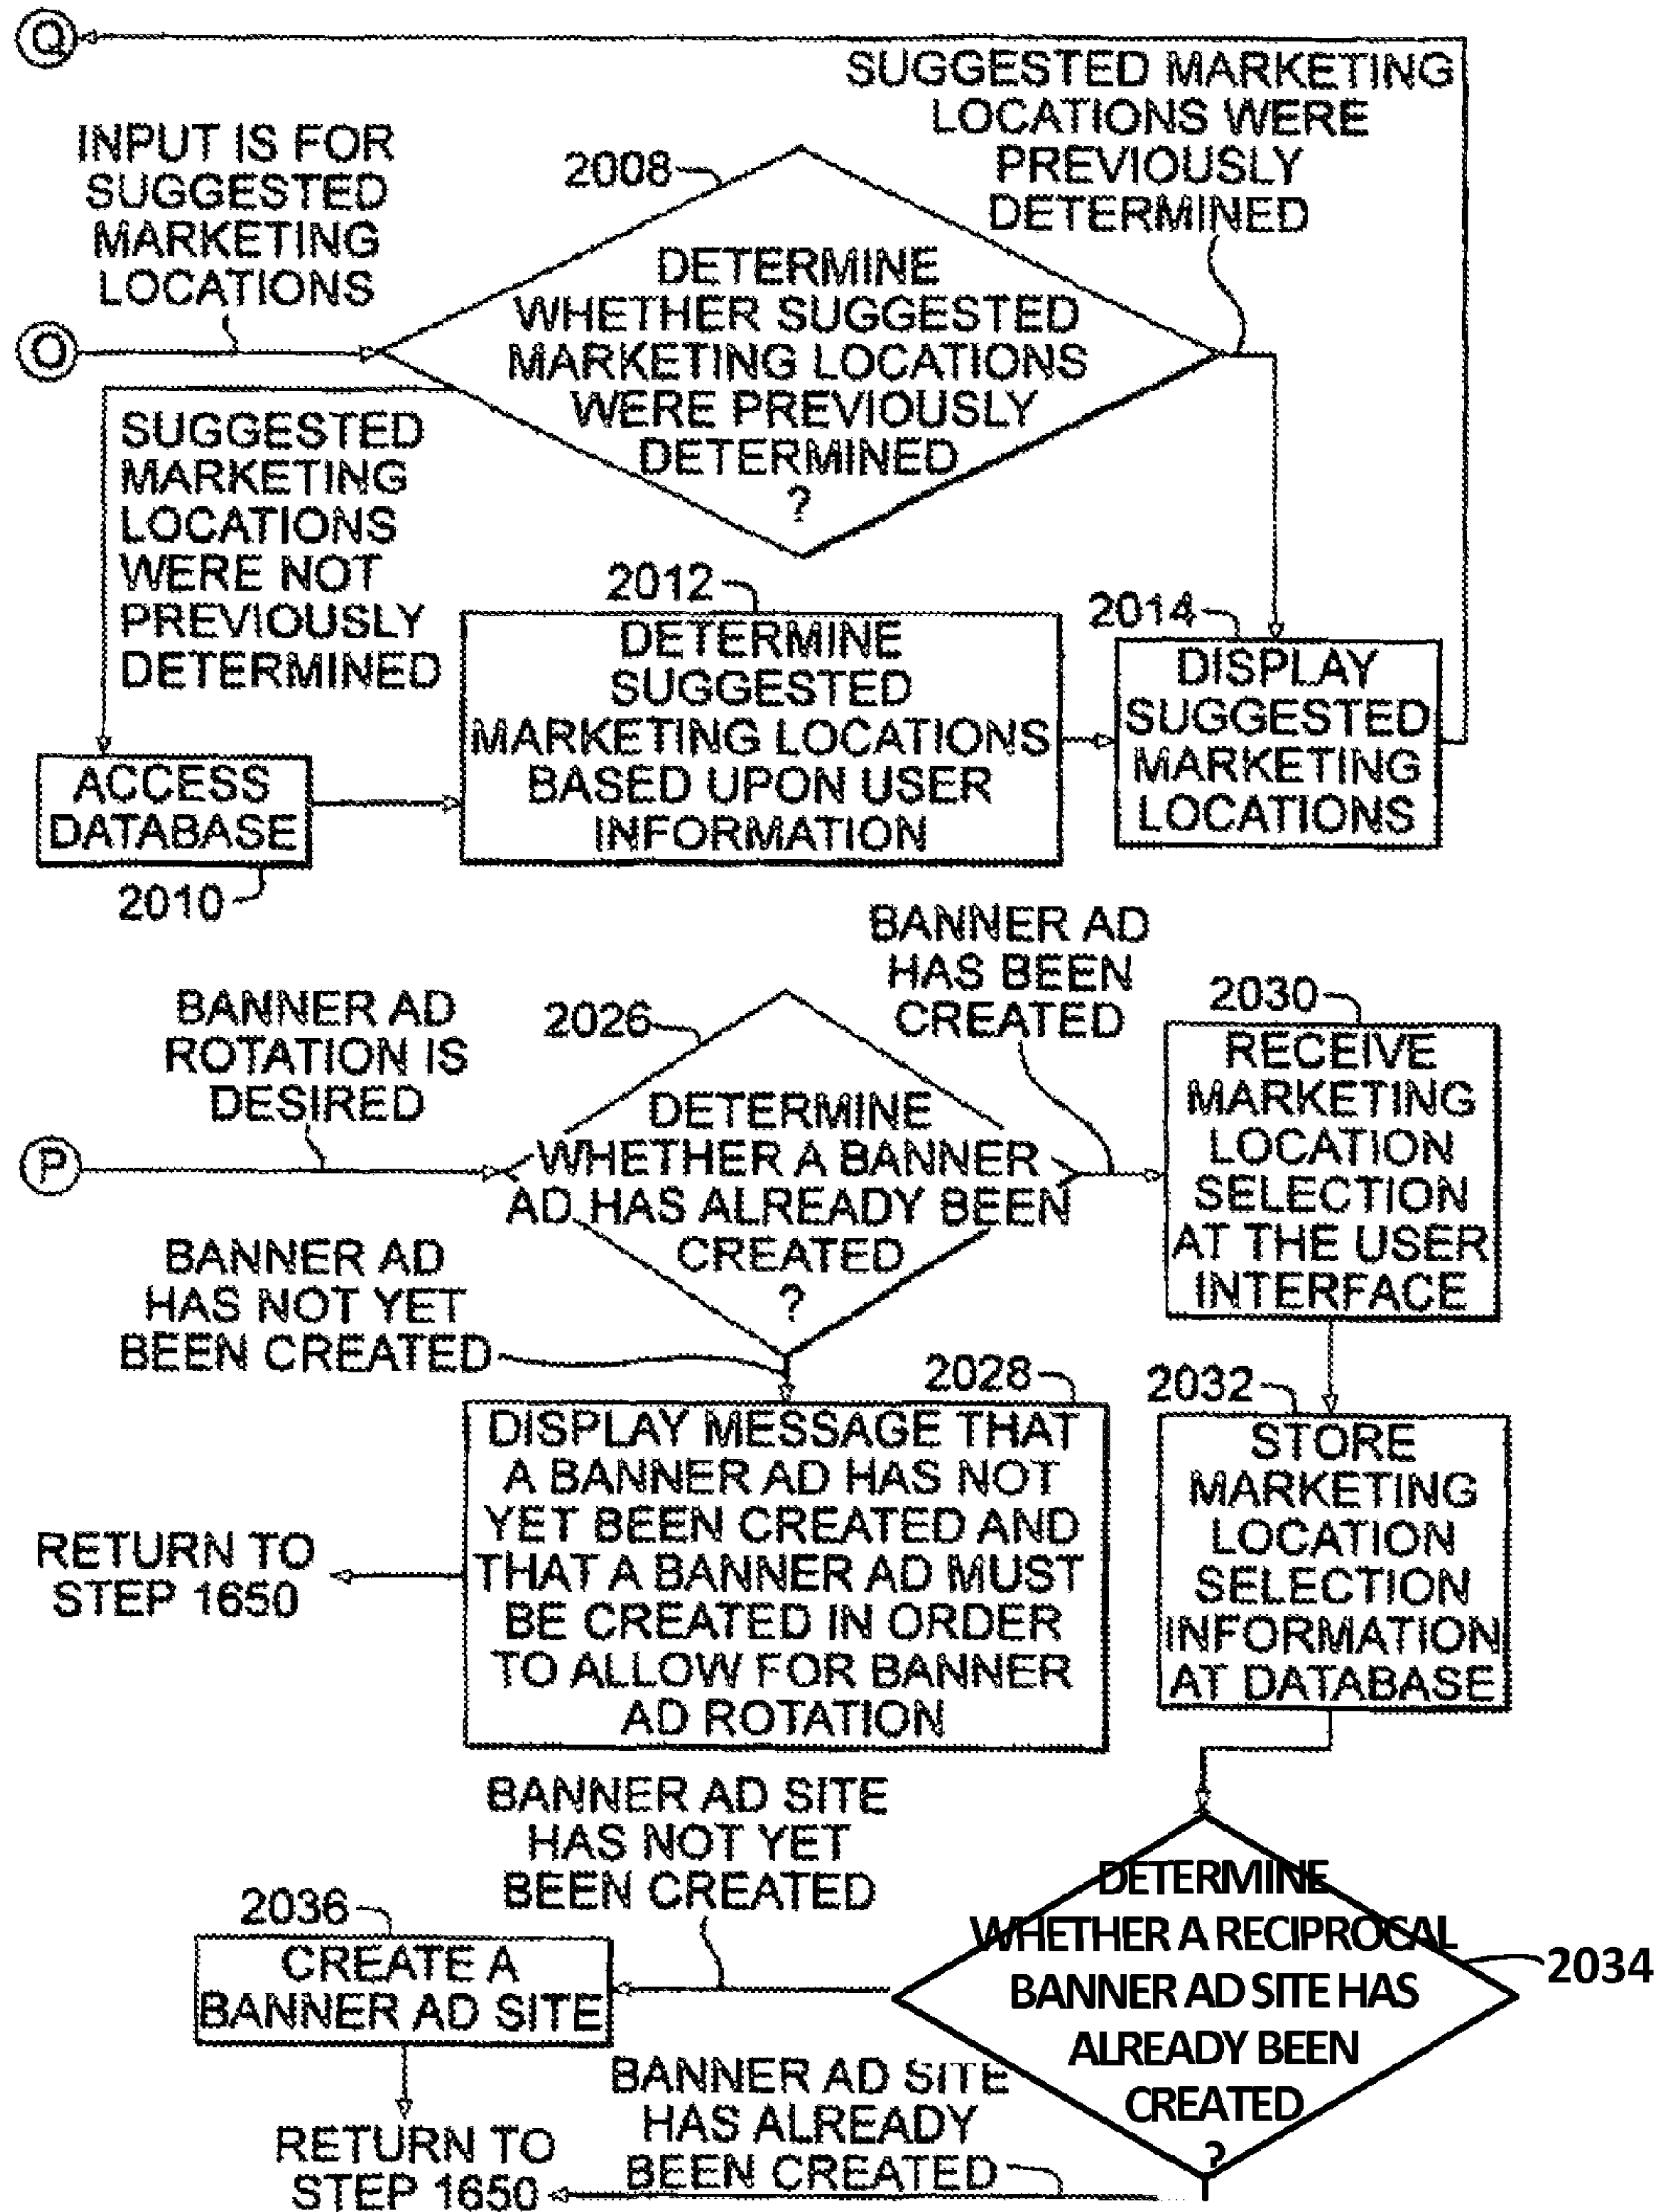 Q
SUGGESTED MARKETING
LOCATIONS WERE
PREVIOUSLY
DETERMINED
INPUT IS FOR
SUGGESTED
MARKETING
LOCATIONS
2008
DETERMINE
WHETHER SUGGESTED
MARKETING LOCATIONS
WERE PREVIOUSLY
DETERMINED
?
O
SUGGESTED
MARKETING
LOCATIONS
WERE NOT
PREVIOUSLY
DETERMINED
2012
DETERMINE
SUGGESTED
MARKETING LOCATIONS
BASED UPON USER
INFORMATION
2014
DISPLAY
SUGGESTED
MARKETING
LOCATIONS
ACCESS
DATABASE
2010
BANNER AD
HAS BEEN
CREATED
BANNER AD
ROTATION IS
DESIRED
2026
DETERMINE
WHETHER A BANNER
AD HAS ALREADY BEEN
CREATED
?
2030
RECEIVE
MARKETING
LOCATION
SELECTION
AT THE USER
INTERFACE
P
BANNER AD
HAS NOT YET
BEEN CREATED
2028
DISPLAY MESSAGE THAT
A BANNER AD HAS NOT
YET BEEN CREATED AND
THAT A BANNER AD MUST
BE CREATED IN ORDER
TO ALLOW FOR BANNER
AD ROTATION
2032
STORE
MARKETING
LOCATION
SELECTION
INFORMATION
AT DATABASE
RETURN TO
STEP 1650
BANNER AD SITE
HAS NOT YET
BEEN CREATED
DETERMINE
WHETHER A RECIPROCAL
BANNER AD SITE HAS
ALREADY BEEN
CREATED
?
2034
2036
CREATE A
BANNER AD SITE
BANNER AD SITE
HAS ALREADY
BEEN CREATED
RETURN TO
STEP 1650